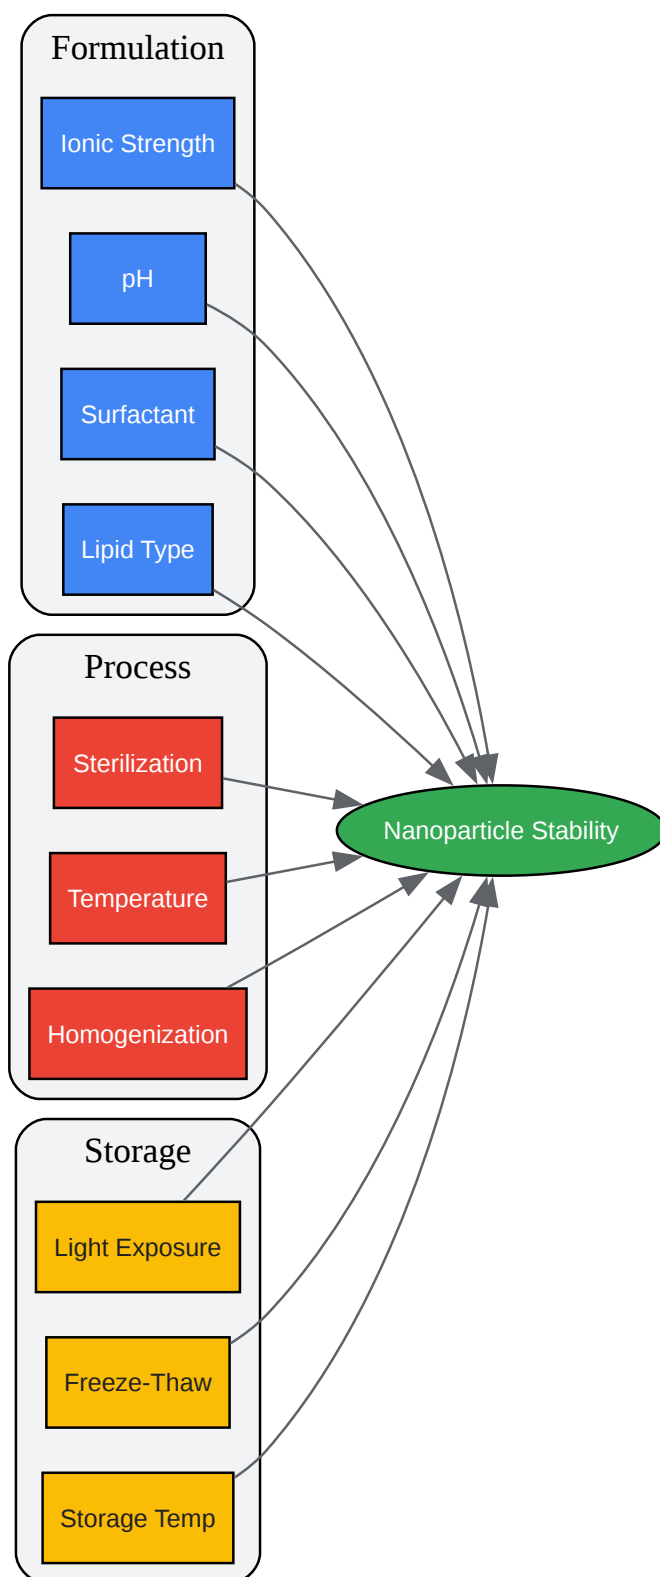 Formulation
Ionic Strength
pH
Surfactant
Lipid Type
Process
Sterilization
Temperature
Homogenization
Nanoparticle Stability
Storage
Light Exposure
Freeze-Thaw
Storage Temp